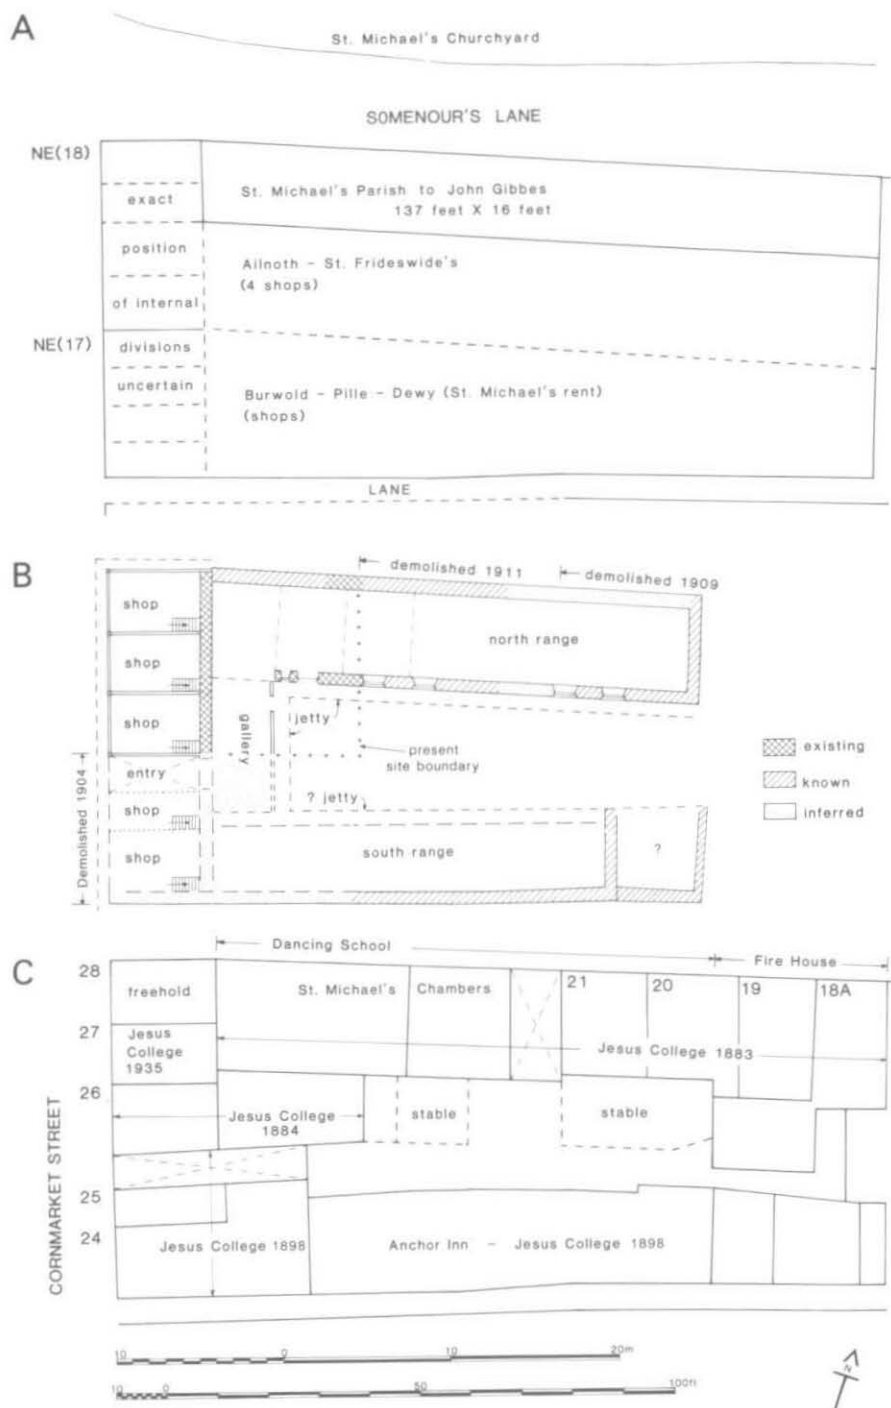 A
St. Michael's Churchyard
SOMENOUR'S LANE
NE(18)
exact
St. Michael's Parish to John Gibbes
137 feet X 16 feet
position
Ailnoth - St. Frideswide's
(4 shops)
of internal
NE(17)
divisions
uncertain
Burwold - Pille - Dewy (St. Michael's rent)
(shops)
LANE
B
demolished 1911
demolished 1909
shop
north range
shop
shop
gallery
jetty
present
site boundary
entry
Demolished 1904
shop
? jetty
shop
south range
?
existing
known
inferred
C
Dancing School
Fire House
28
freehold
St. Michael's Chambers
21
20
19
18A
27
Jesus
College
1935
Jesus College 1883
26
Jesus College
1884
stable
stable
CORNMARKET STREET
25
24
Jesus College 1898
Anchor Inn - Jesus College 1898
10 0 10 20m
10 0 50 100ft
N